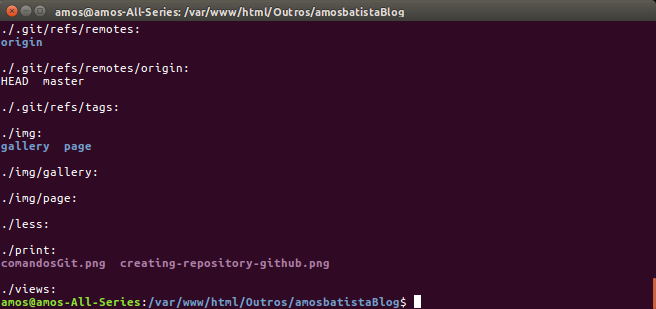 amos@amos-All-Series: /var/www/html/Outros/amosbatistaBlog
./.git/refs/remotes:
origin
./.git/refs/remotes/origin:
HEAD  master
./.git/refs/tags:
./img:
gallery  page
./img/gallery:
./img/page:
./less:
./print:
comandosGit.png  creating-repository-github.png
./views:
amos@amos-All-Series:/var/www/html/Outros/amosbatistaBlog$